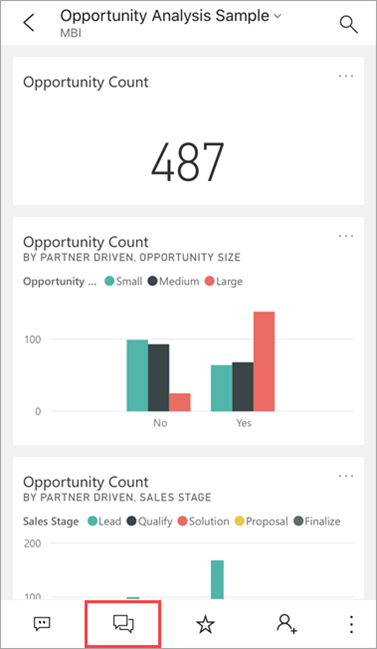 Opportunity Analysis Sample
MBI
Opportunity Count
487
Opportunity Count
BY PARTNER DRIVEN, OPPORTUNITY SIZE
Opportunity ... Small Medium Large
100
0
No Yes
Opportunity Count
BY PARTNER DRIVEN, SALES STAGE
Sales Stage Lead Qualify Solution Proposal Finalize
200
100